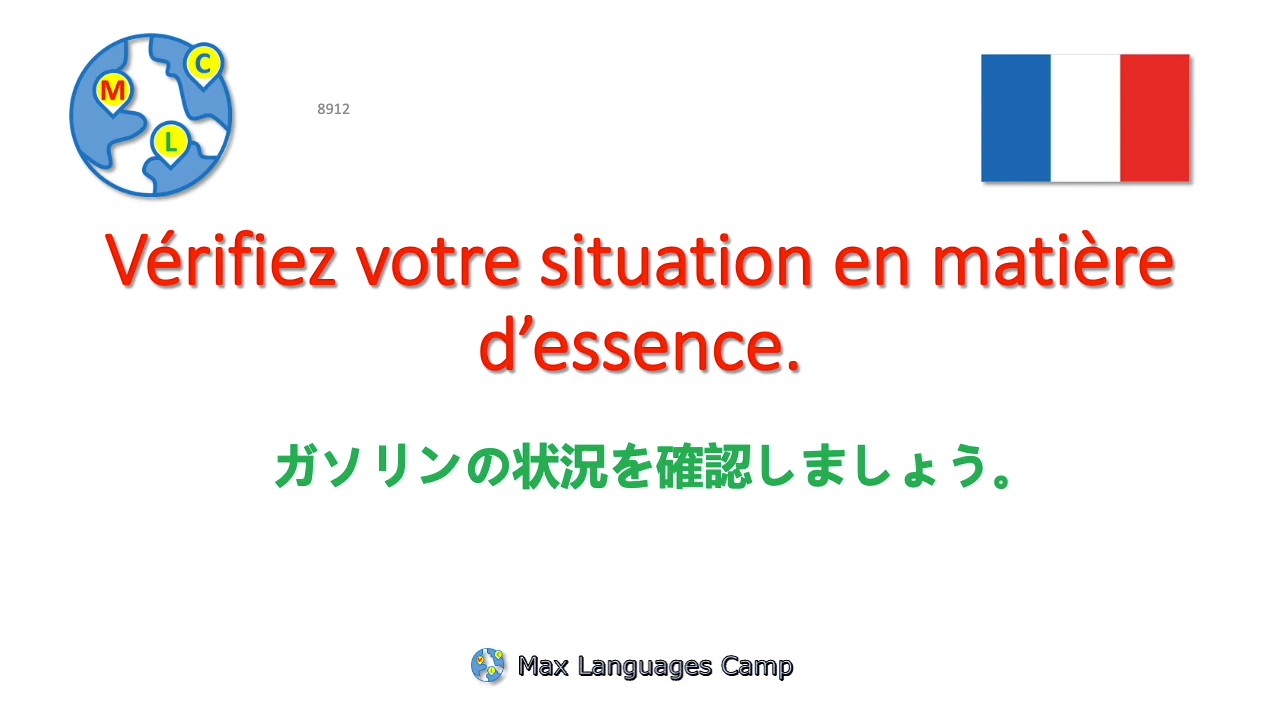 M
C
L
8912
Vérifiez votre situation en matière
d’essence.
ガソリンの状況を確認しましょう。
Max Languages Camp